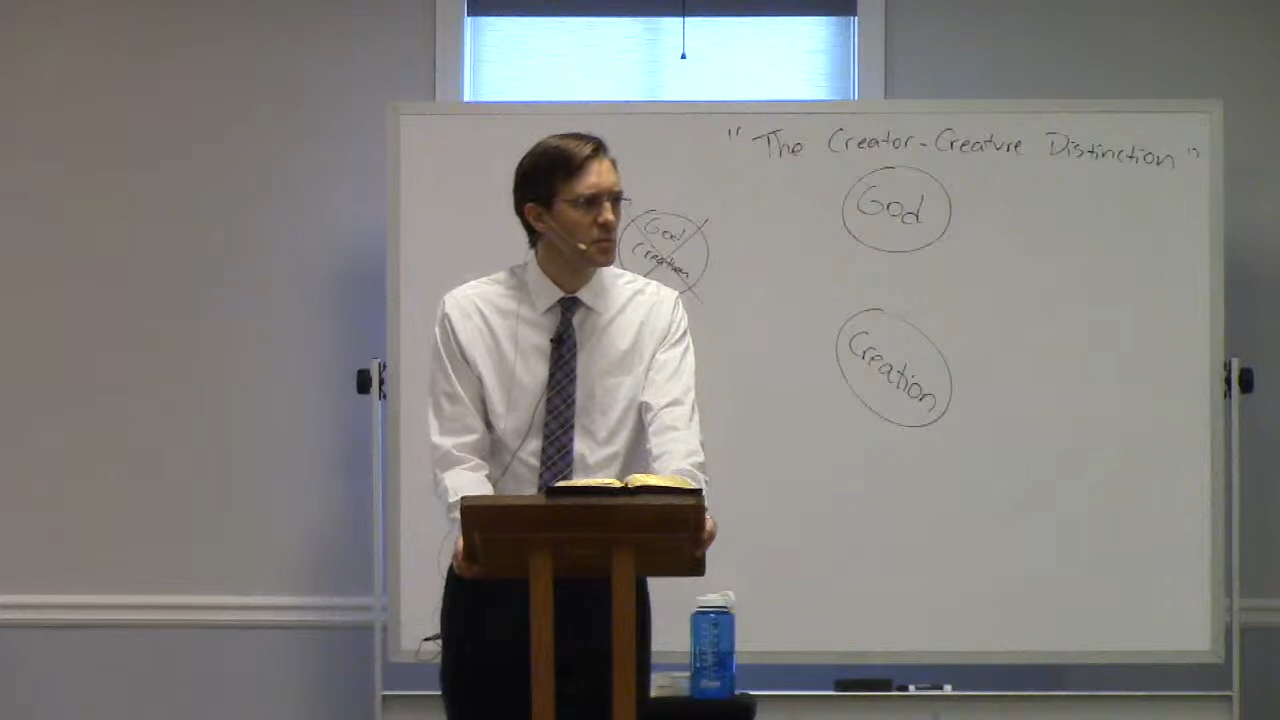 "The Creator-Creature Distinction"
God
God
Creation
Creation